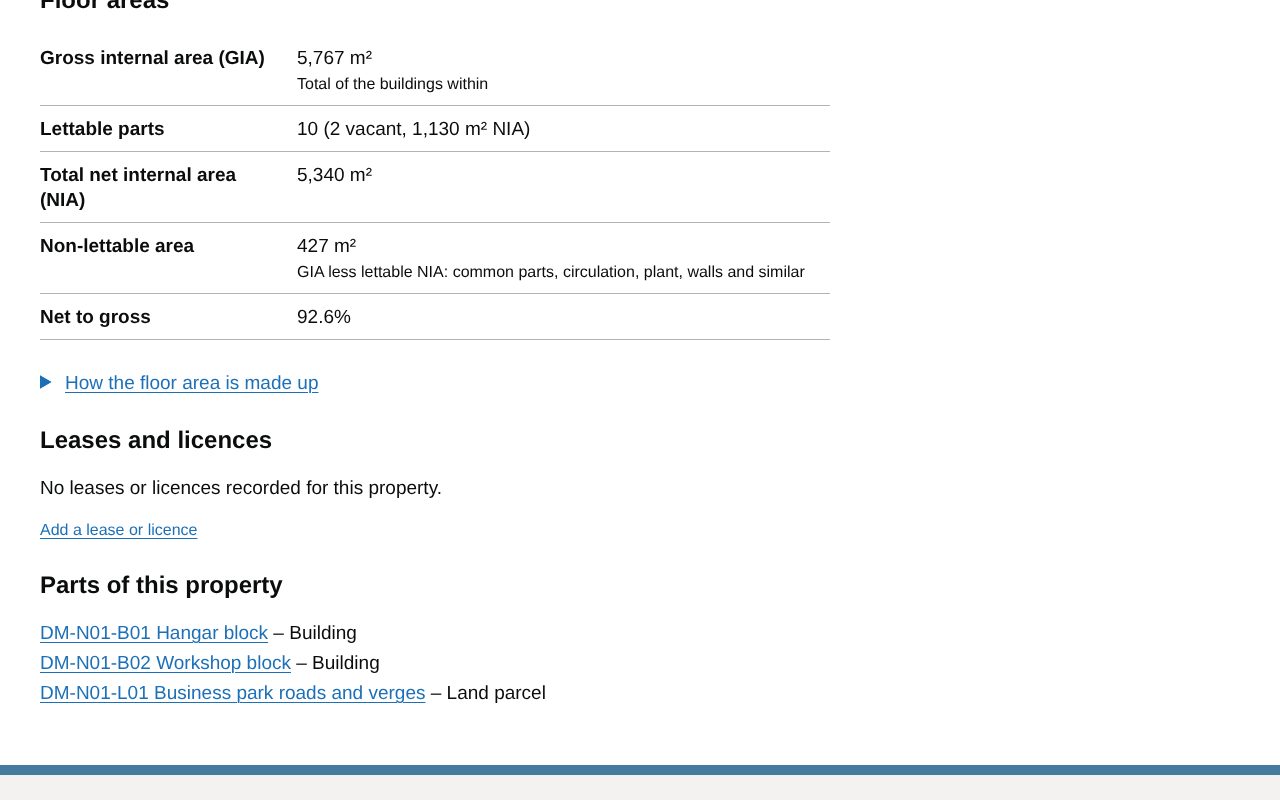 Floor areas
Gross internal area (GIA) 5,767 m²
Total of the buildings within
Lettable parts 10 (2 vacant, 1,130 m² NIA)
Total net internal area (NIA) 5,340 m²
Non-lettable area 427 m²
GIA less lettable NIA: common parts, circulation, plant, walls and similar
Net to gross 92.6%
How the floor area is made up
Leases and licences
No leases or licences recorded for this property.
Add a lease or licence
Parts of this property
DM-N01-B01 Hangar block – Building
DM-N01-B02 Workshop block – Building
DM-N01-L01 Business park roads and verges – Land parcel